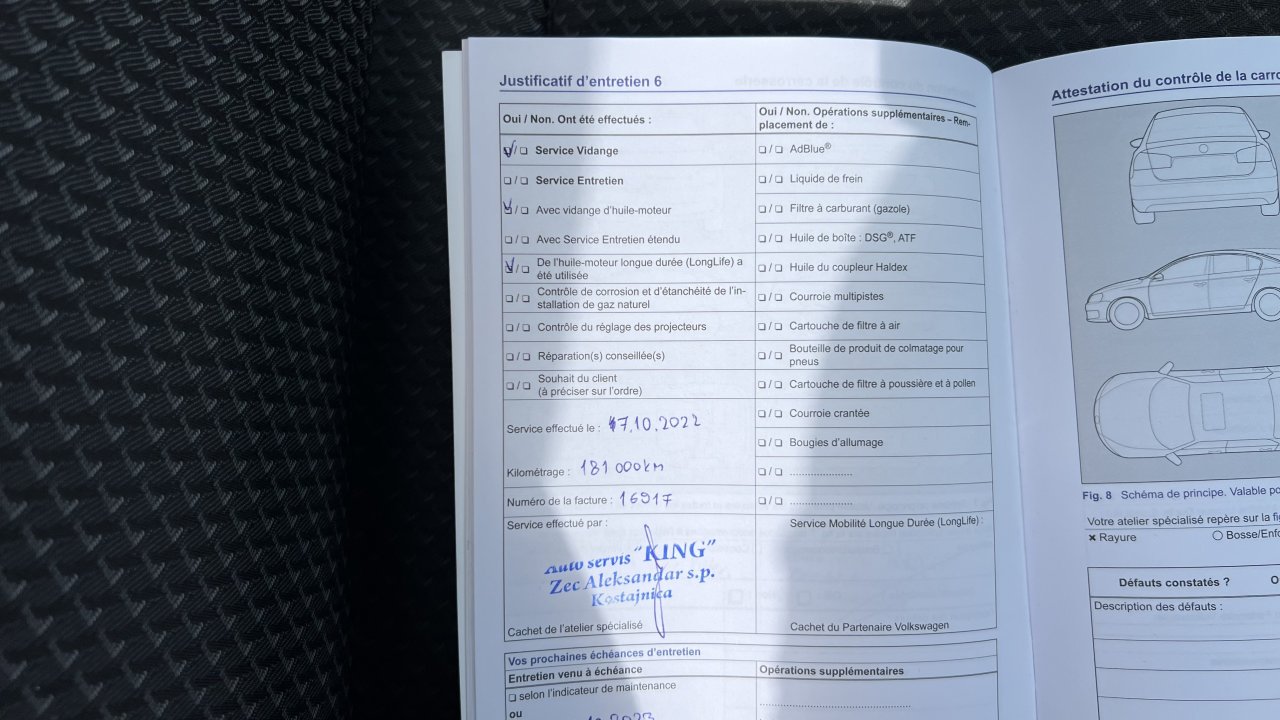 Justificatif d'entretien 6
Oui / Non. Ont été effectués :
Service Vidange
Service Entretien
Avec vidange d'huile-moteur
Avec Service Entretien étendu
De l'huile-moteur longue durée (LongLife) a
été utilisée
Contrôle de corrosion et d'étanchéité de l'in-
stallation de gaz naturel
Contrôle du réglage des projecteurs
Réparation(s) conseillée(s)
Souhait du client
(à préciser sur l'ordre)
Service effectué le : 17.10.2022
Kilométrage : 181 000km
Numéro de la facture : 16917
Service effectué par :
Auto servis "KING"
Zec Aleksandar s.p.
Kostajnica
Cachet de l'atelier spécialisé
Oui / Non. Opérations supplémentaires – Rem-
placement de :
AdBlue®
Liquide de frein
Filtre à carburant (gazole)
Huile de boîte : DSG®, ATF
Huile du coupleur Haldex
Courroie multipistes
Cartouche de filtre à air
Bouteille de produit de colmatage pour
pneus
Cartouche de filtre à poussière et à pollen
Courroie crantée
Bougies d'allumage
Service Mobilité Longue Durée (LongLife) :
Cachet du Partenaire Volkswagen
Vos prochaines échéances d'entretien
Entretien venu à échéance
selon l'indicateur de maintenance
ou
Opérations supplémentaires
Attestation du contrôle de la
Fig. 8 Schéma de principe. Valable
Votre atelier spécialisé repère sur la
× Rayure
Défauts constatés ?
Description des défauts :